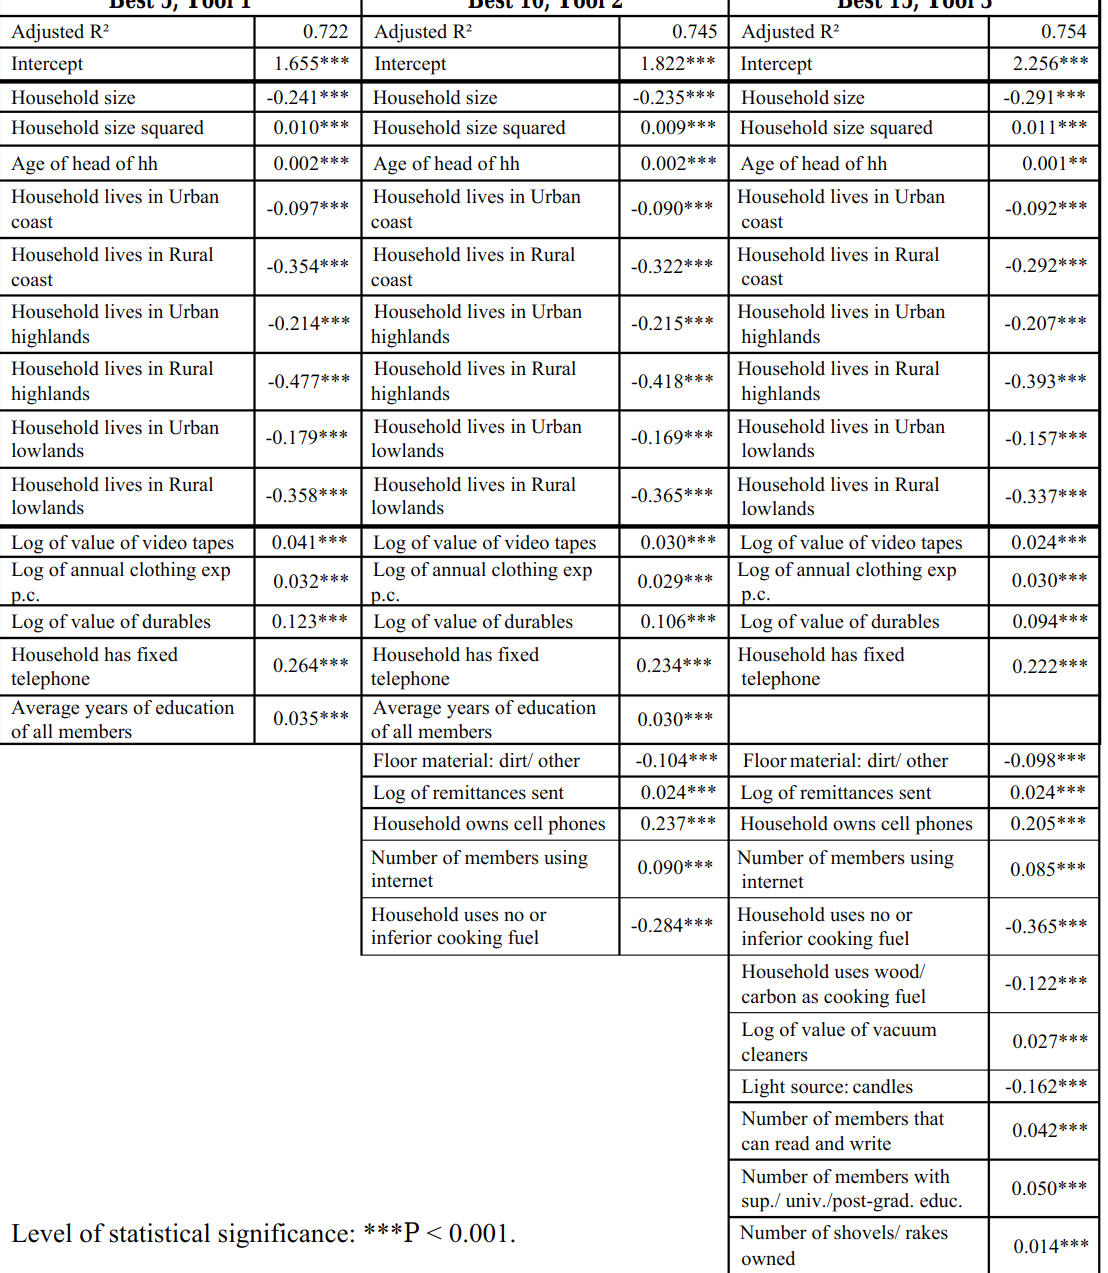 Best 5, Tool 1 Best 10, Tool 2 Best 15, Tool 3
Adjusted R² 0.722 Adjusted R² 0.745 Adjusted R² 0.754
Intercept 1.655*** Intercept 1.822*** Intercept 2.256***
Household size -0.241*** Household size -0.235*** Household size -0.291***
Household size squared 0.010*** Household size squared 0.009*** Household size squared 0.011***
Age of head of hh 0.002*** Age of head of hh 0.002*** Age of head of hh 0.001**
Household lives in Urban
coast -0.097*** Household lives in Urban
coast -0.090*** Household lives in Urban
coast -0.092***
Household lives in Rural
coast -0.354*** Household lives in Rural
coast -0.322*** Household lives in Rural
coast -0.292***
Household lives in Urban
highlands -0.214*** Household lives in Urban
highlands -0.215*** Household lives in Urban
highlands -0.207***
Household lives in Rural
highlands -0.477*** Household lives in Rural
highlands -0.418*** Household lives in Rural
highlands -0.393***
Household lives in Urban
lowlands -0.179*** Household lives in Urban
lowlands -0.169*** Household lives in Urban
lowlands -0.157***
Household lives in Rural
lowlands -0.358*** Household lives in Rural
lowlands -0.365*** Household lives in Rural
lowlands -0.337***
Log of value of video tapes 0.041*** Log of value of video tapes 0.030*** Log of value of video tapes 0.024***
Log of annual clothing exp
p.c. 0.032*** Log of annual clothing exp
p.c. 0.029*** Log of annual clothing exp
p.c. 0.030***
Log of value of durables 0.123*** Log of value of durables 0.106*** Log of value of durables 0.094***
Household has fixed
telephone 0.264*** Household has fixed
telephone 0.234*** Household has fixed
telephone 0.222***
Average years of education
of all members 0.035*** Average years of education
of all members 0.030***
Floor material: dirt/ other -0.104*** Floor material: dirt/ other -0.098***
Log of remittances sent 0.024*** Log of remittances sent 0.024***
Household owns cell phones 0.237*** Household owns cell phones 0.205***
Number of members using
internet 0.090*** Number of members using
internet 0.085***
Household uses no or
inferior cooking fuel -0.284*** Household uses no or
inferior cooking fuel -0.365***
Household uses wood/
carbon as cooking fuel -0.122***
Log of value of vacuum
cleaners 0.027***
Light source: candles -0.162***
Number of members that
can read and write 0.042***
Number of members with
sup./ univ./post-grad. educ. 0.050***
Number of shovels/ rakes
owned 0.014***
Level of statistical significance: ***P < 0.001.